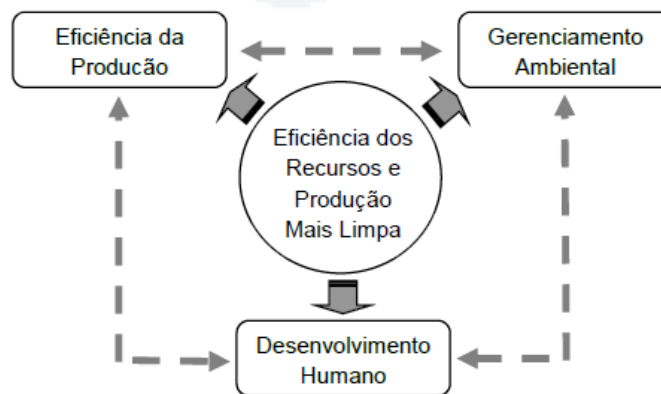 Eficiência da
Producão
Gerenciamento
Ambiental
Eficiência dos
Recursos e
Produção
Mais Limpa
Desenvolvimento
Humano